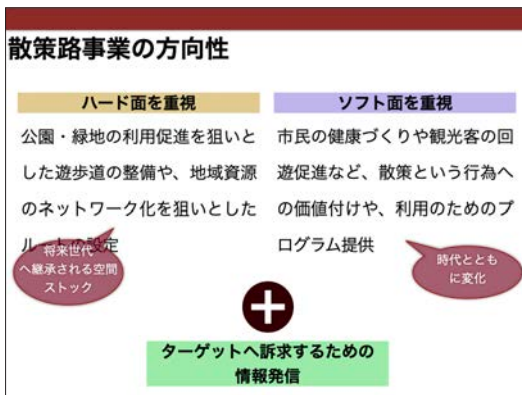 散策路事業の方向性
ハード面を重視
公園・緑地の利用促進を狙いと
した遊歩道の整備や、地域資源
のネットワーク化を狙いとした
ルートの設定
将来世代
へ継承される空間
ストック
ソフト面を重視
市民の健康づくりや観光客の回
遊促進など、散策という行為へ
の価値付けや、利用のためのプ
ログラム提供
時代ととも
に変化
ターゲットへ訴求するための
情報発信